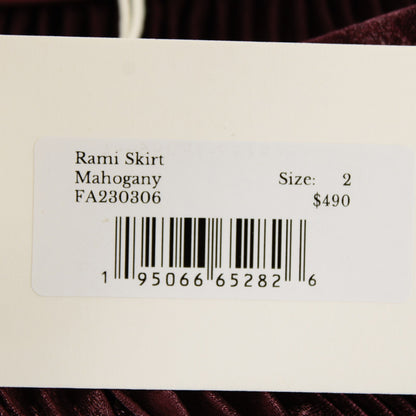 Rami Skirt
Mahogany Size: 2
FA230306 $490
1 95066 65282 6